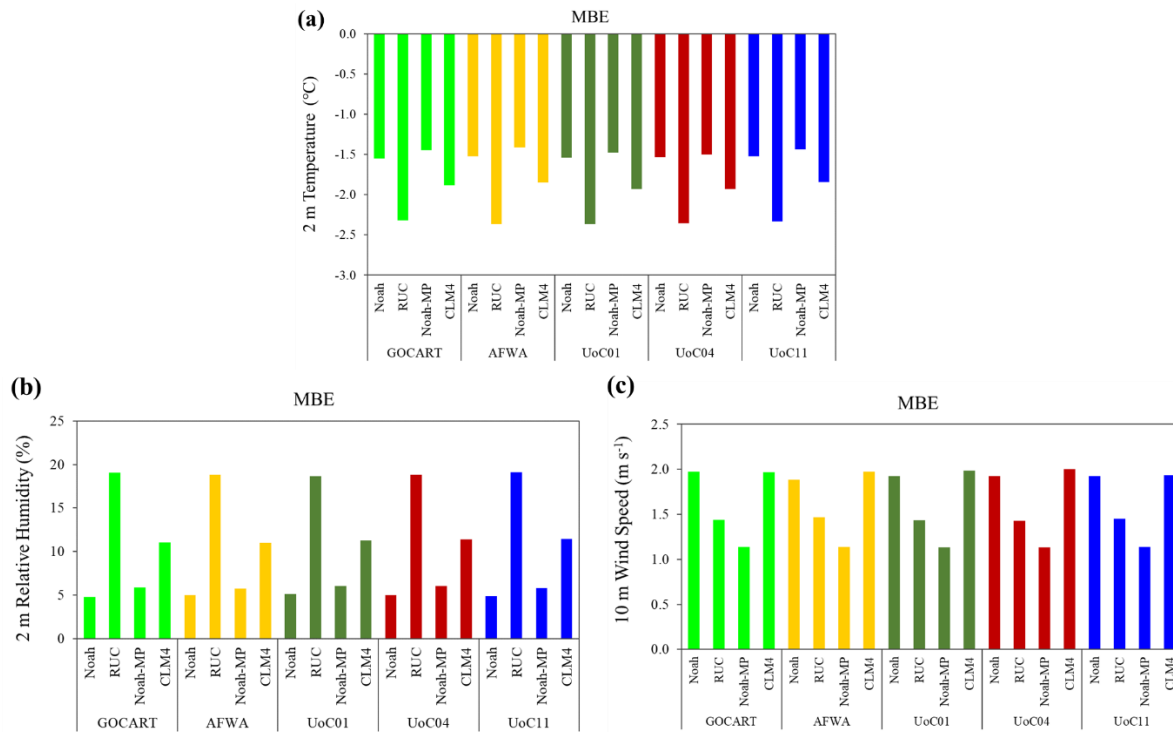 (a)
MBE
2 m Temperature (°C)
0.0
-0.5
-1.0
-1.5
-2.0
-2.5
-3.0
Noah RUC Noah-MP CLM4 Noah RUC Noah-MP CLM4 Noah RUC Noah-MP CLM4 Noah RUC Noah-MP CLM4 Noah RUC Noah-MP CLM4
GOCART AFWA UoC01 UoC04 UoC11
(b)
MBE
2 m Relative Humidity (%)
25
20
15
10
5
0
Noah RUC Noah-MP CLM4 Noah RUC Noah-MP CLM4 Noah RUC Noah-MP CLM4 Noah RUC Noah-MP CLM4 Noah RUC Noah-MP CLM4
GOCART AFWA UoC01 UoC04 UoC11
(c)
MBE
10 m Wind Speed (m s⁻¹)
2.5
2.0
1.5
1.0
0.5
0.0
Noah RUC Noah-MP CLM4 Noah RUC Noah-MP CLM4 Noah RUC Noah-MP CLM4 Noah RUC Noah-MP CLM4 Noah RUC Noah-MP CLM4
GOCART AFWA UoC01 UoC04 UoC11